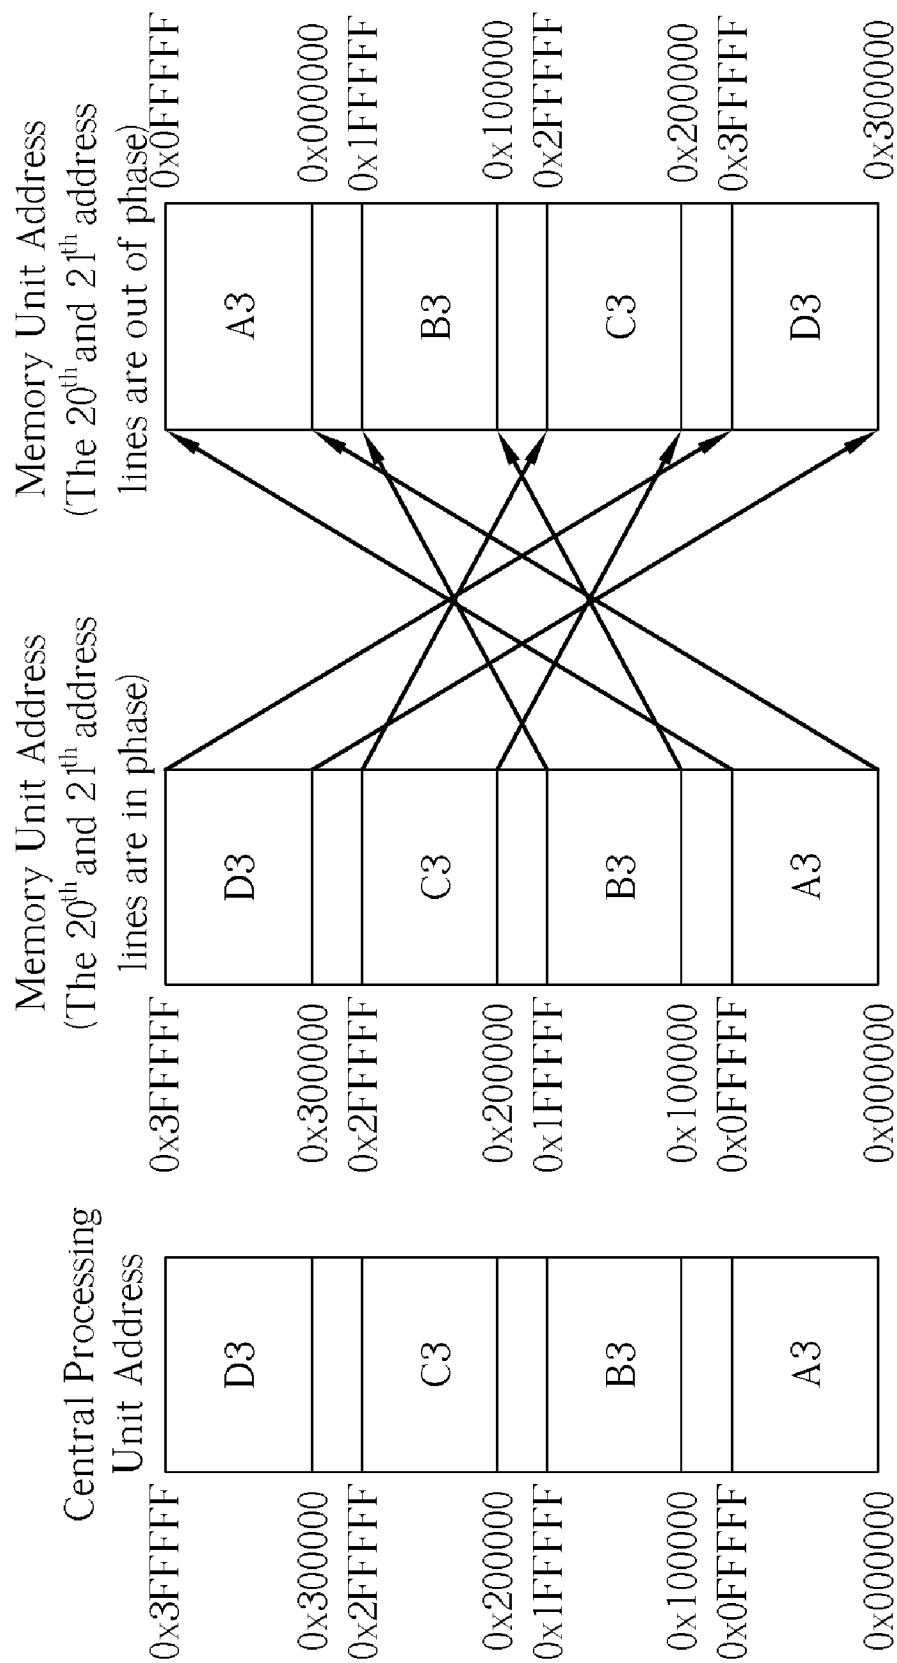 Central Processing
Unit Address
0x3FFFFF
D3
0x300000
0x2FFFFF
C3
0x200000
0x1FFFFF
B3
0x100000
0x0FFFFF
A3
0x000000
Memory Unit Address
(The 20th and 21th address
lines are in phase)
0x3FFFFF
D3
0x300000
0x2FFFFF
C3
0x200000
0x1FFFFF
B3
0x100000
0x0FFFFF
A3
0x000000
Memory Unit Address
(The 20th and 21th address
lines are out of phase)
0x0FFFFF
A3
0x000000
0x1FFFFF
B3
0x100000
0x2FFFFF
C3
0x200000
0x3FFFFF
D3
0x300000